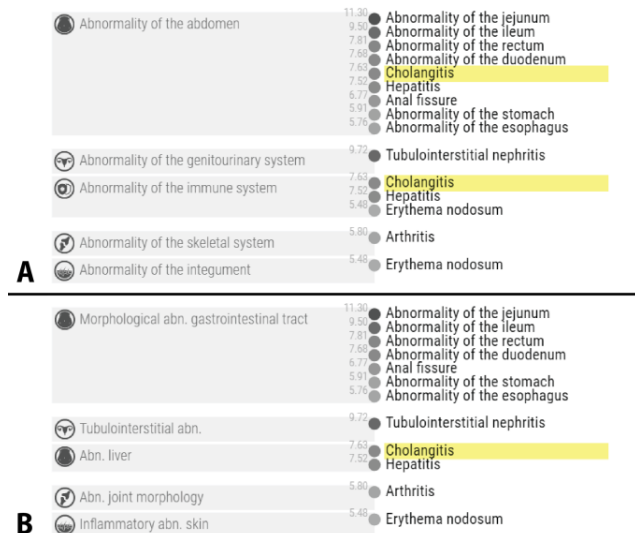 Abnormality of the abdomen
11.30 Abnormality of the jejunum
9.50 Abnormality of the ileum
7.81 Abnormality of the rectum
7.68 Abnormality of the duodenum
7.63 Cholangitis
7.52 Hepatitis
6.77 Anal fissure
5.91 Abnormality of the stomach
5.76 Abnormality of the esophagus
Abnormality of the genitourinary system
9.72 Tubulointerstitial nephritis
Abnormality of the immune system
7.63 Cholangitis
7.52 Hepatitis
5.48 Erythema nodosum
Abnormality of the skeletal system
5.80 Arthritis
A
Abnormality of the integument
5.48 Erythema nodosum
Morphological abn. gastrointestinal tract
11.30 Abnormality of the jejunum
9.50 Abnormality of the ileum
7.81 Abnormality of the rectum
7.68 Abnormality of the duodenum
6.77 Anal fissure
5.91 Abnormality of the stomach
5.76 Abnormality of the esophagus
Tubulointerstitial abn.
9.72 Tubulointerstitial nephritis
Abn. liver
7.63 Cholangitis
7.52 Hepatitis
Abn. joint morphology
5.80 Arthritis
B
Inflammatory abn. skin
5.48 Erythema nodosum